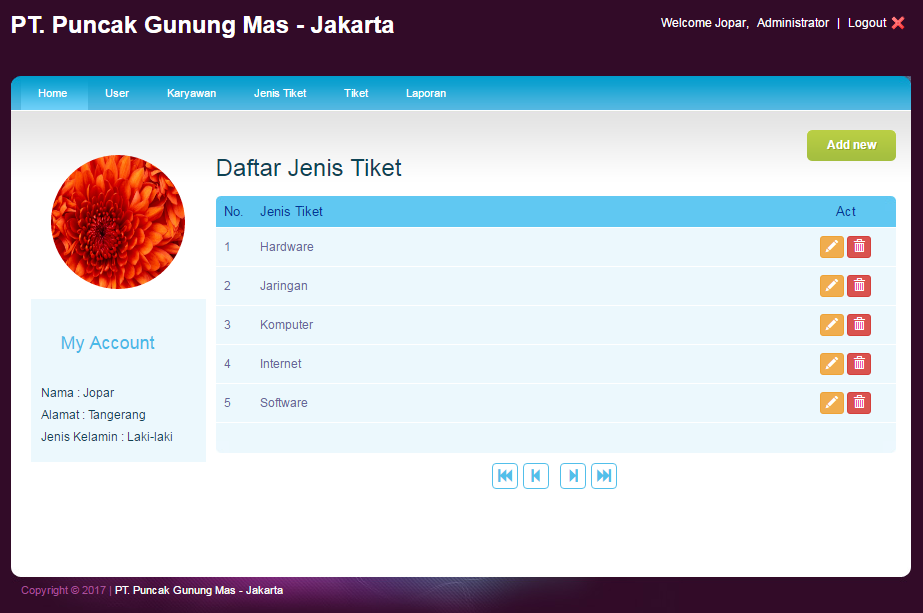 PT. Puncak Gunung Mas - Jakarta
Welcome Jopar, Administrator | Logout
Home User Karyawan Jenis Tiket Tiket Laporan
Add new
Daftar Jenis Tiket
No. Jenis Tiket Act
1 Hardware
2 Jaringan
3 Komputer
4 Internet
5 Software
My Account
Nama : Jopar
Alamat : Tangerang
Jenis Kelamin : Laki-laki
Copyright © 2017 | PT. Puncak Gunung Mas - Jakarta